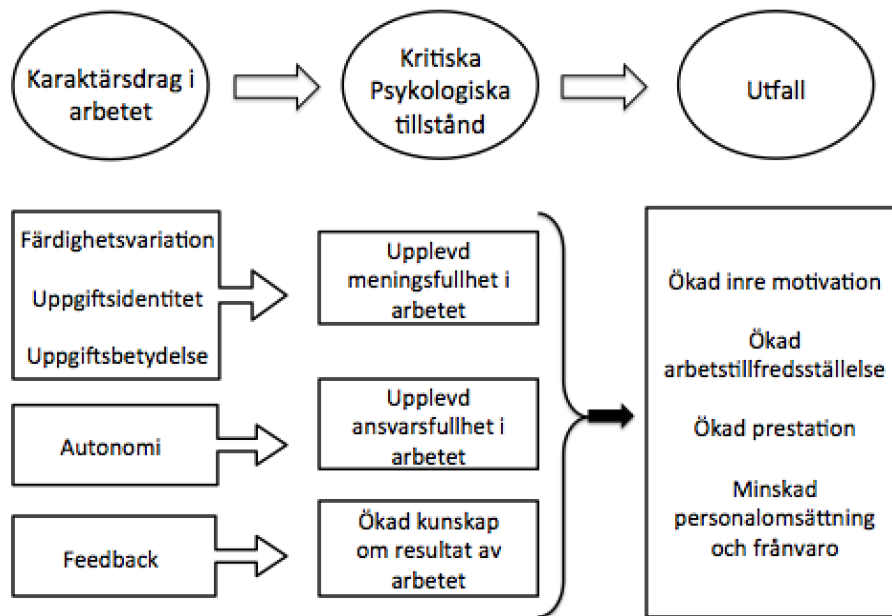 Karaktärsdrag i
arbetet
Kritiska
Psykologiska
tillstånd
Utfall
Färdighetsvariation
Uppgiftsidentitet
Uppgiftsbetydelse
Upplevd
meningsfullhet i
arbetet
Autonomi
Upplevd
ansvarsfullhet i
arbetet
Feedback
Ökad kunskap
om resultat av
arbetet
Ökad inre motivation
Ökad
arbetstillfredsställelse
Ökad prestation
Minskad
personalomsättning
och frånvaro